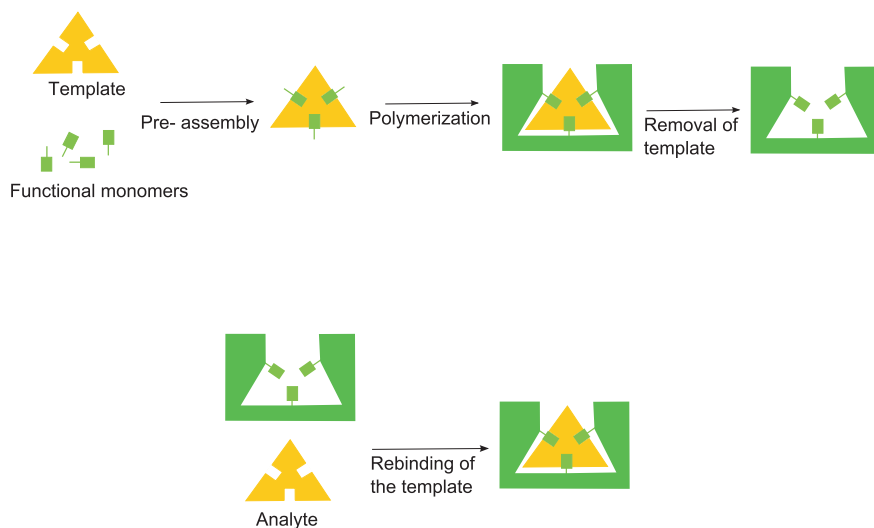 Template
Functional monomers
Pre- assembly
Polymerization
Removal of
template
Analyte
Rebinding of
the template